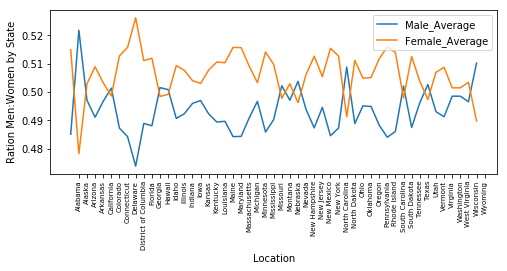 Male_Average
Female_Average
Ration Men:Women by State
0.52
0.51
0.50
0.49
0.48
Alabama
Alaska
Arizona
Arkansas
California
Colorado
Connecticut
Delaware
District of Columbia
Florida
Georgia
Hawaii
Idaho
Illinois
Indiana
Iowa
Kansas
Kentucky
Louisiana
Maine
Maryland
Massachusetts
Michigan
Minnesota
Mississippi
Missouri
Montana
Nebraska
Nevada
New Hampshire
New Jersey
New Mexico
New York
North Carolina
North Dakota
Ohio
Oklahoma
Oregon
Pennsylvania
Rhode Island
South Carolina
South Dakota
Tennessee
Texas
Utah
Vermont
Virginia
Washington
West Virginia
Wisconsin
Wyoming
Location